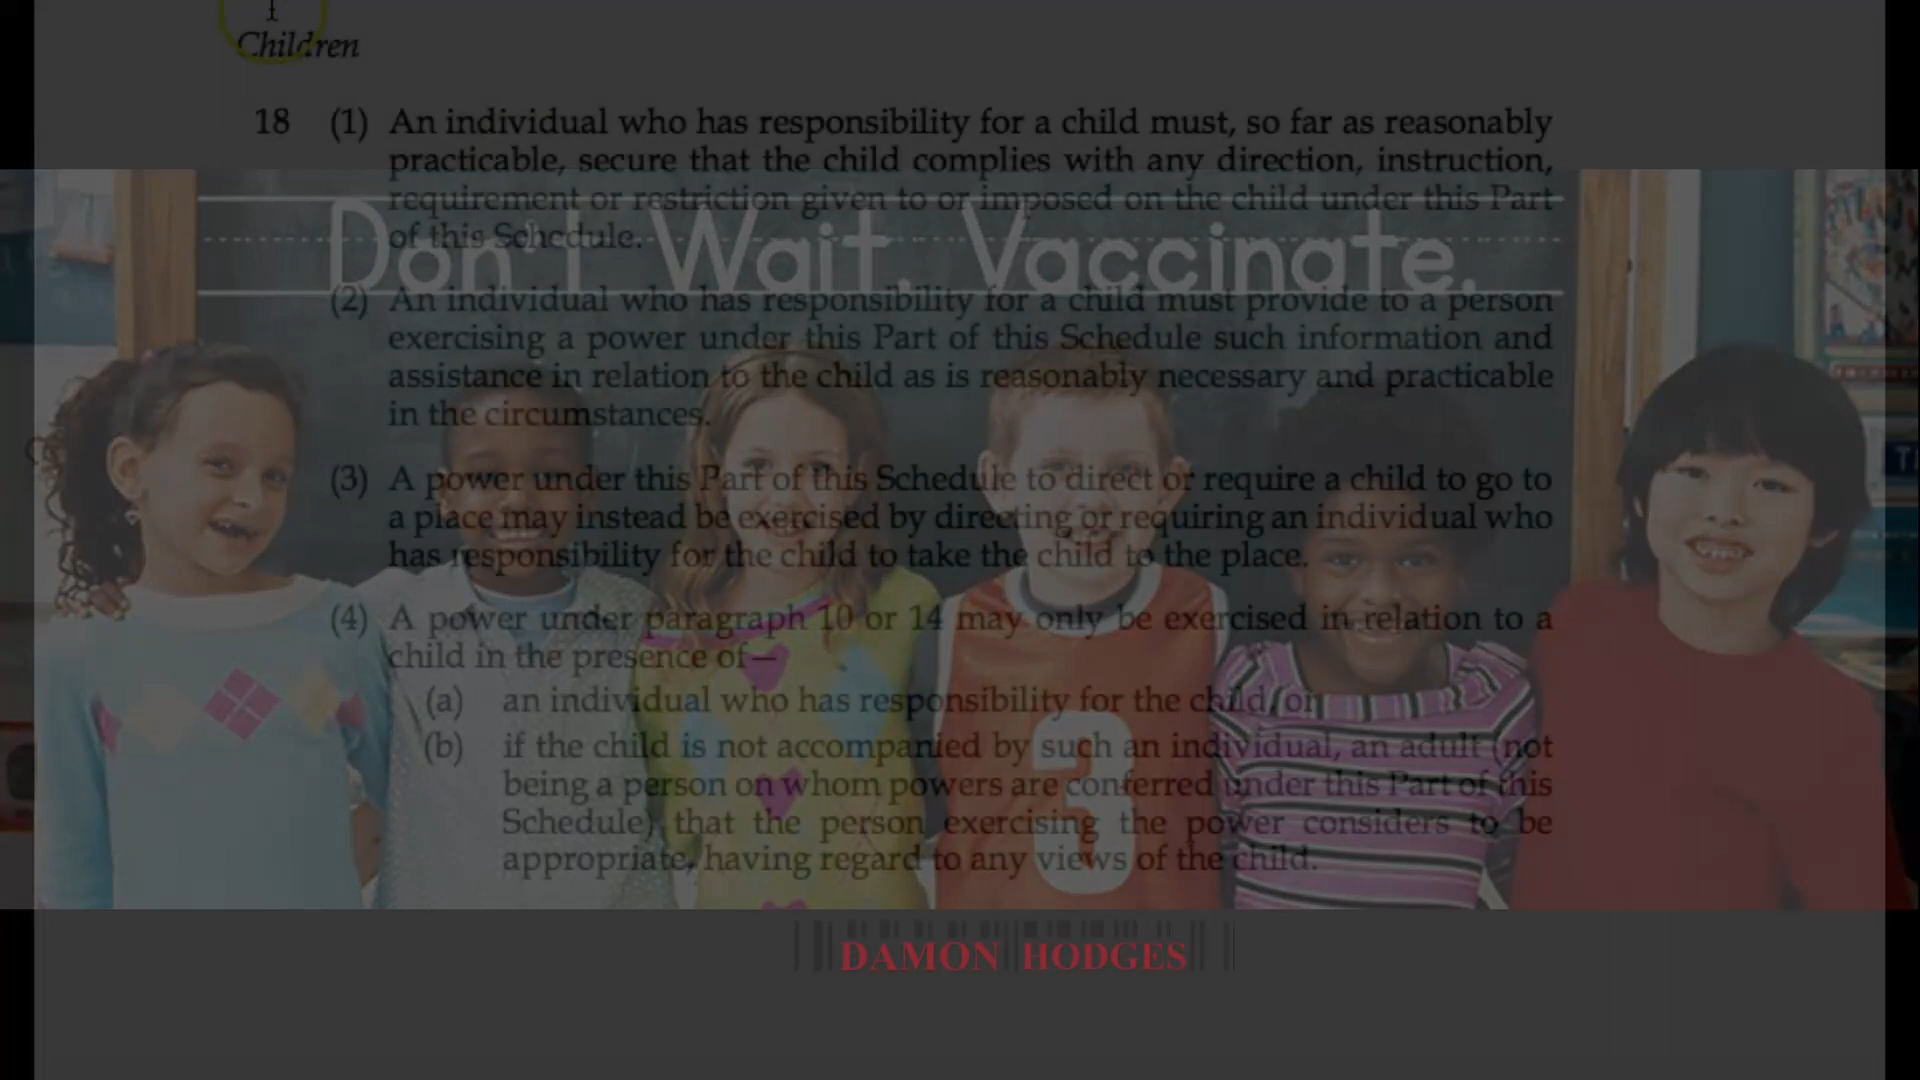 Children
18 (1) An individual who has responsibility for a child must, so far as reasonably
practicable, secure that the child complies with any direction, instruction,
requirement or restriction given to or imposed on the child under this Part
of this Schedule.
Don't Wait. Vaccinate.
(2) An individual who has responsibility for a child must provide to a person
exercising a power under this Part of this Schedule such information and
assistance in relation to the child as is reasonably necessary and practicable
in the circumstances.
(3) A power under this Part of this Schedule to direct or require a child to go to
a place may instead be exercised by directing or requiring an individual who
has responsibility for the child to take the child to the place.
(4) A power under paragraph 10 or 14 may only be exercised in relation to a
child in the presence of—
(a) an individual who has responsibility for the child, or
(b) if the child is not accompanied by such an individual, an adult (not
being a person on whom powers are conferred under this Part of this
Schedule) that the person exercising the power considers to be
appropriate, having regard to any views of the child.
3
DAMON HODGES